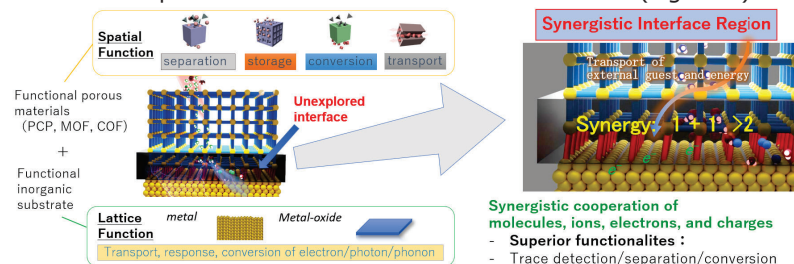 Spatial
Function
separation
storage
conversion
transport
Functional porous
materials
(PCP, MOF, COF)
+
Functional
inorganic
substrate
Unexplored
interface
Lattice
Function
metal
Metal-oxide
Transport, response, conversion of electron/photon/phonon
Synergistic Interface Region
Transport of
external guest and energy
Synergy: 1 + 1 >2
Synergistic cooperation of
molecules, ions, electrons, and charges
- Superior functionalites :
- Trace detection/separation/conversion